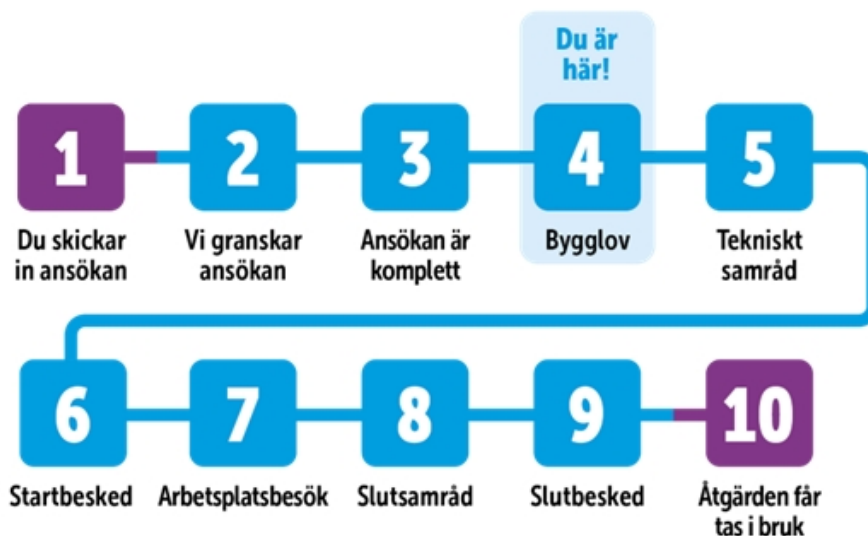 Du är
här!
1
2
3
4
5
Du skickar
in ansökan
Vi granskar
ansökan
Ansökan är
komplett
Bygglov
Tekniskt
samråd
6
7
8
9
10
Startbesked
Arbetsplatsbesök
Slutsamråd
Slutbesked
Åtgärden får
tas i bruk